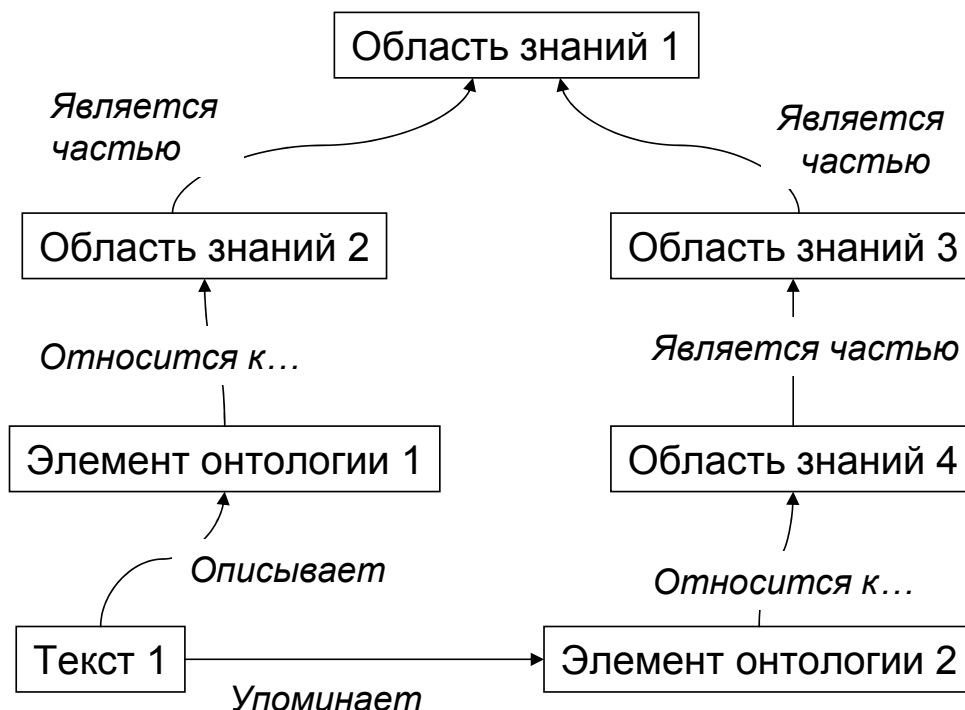 Область знаний 1
Является
частью
Является
частью
Область знаний 2
Область знаний 3
Относится к…
Является частью
Элемент онтологии 1
Область знаний 4
Описывает
Относится к…
Текст 1
Элемент онтологии 2
Упоминает